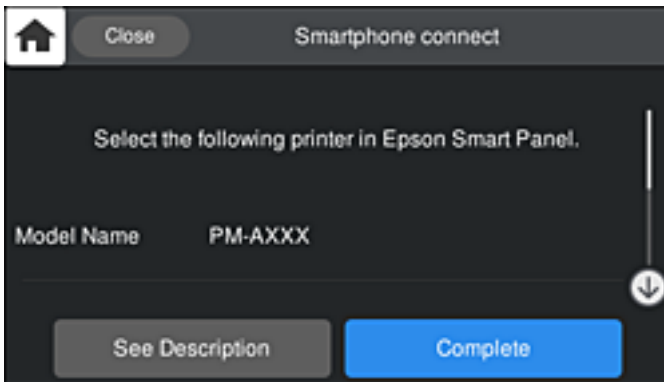 Close
Smartphone connect
Select the following printer in Epson Smart Panel.
Model Name PM-AXXX
See Description
Complete